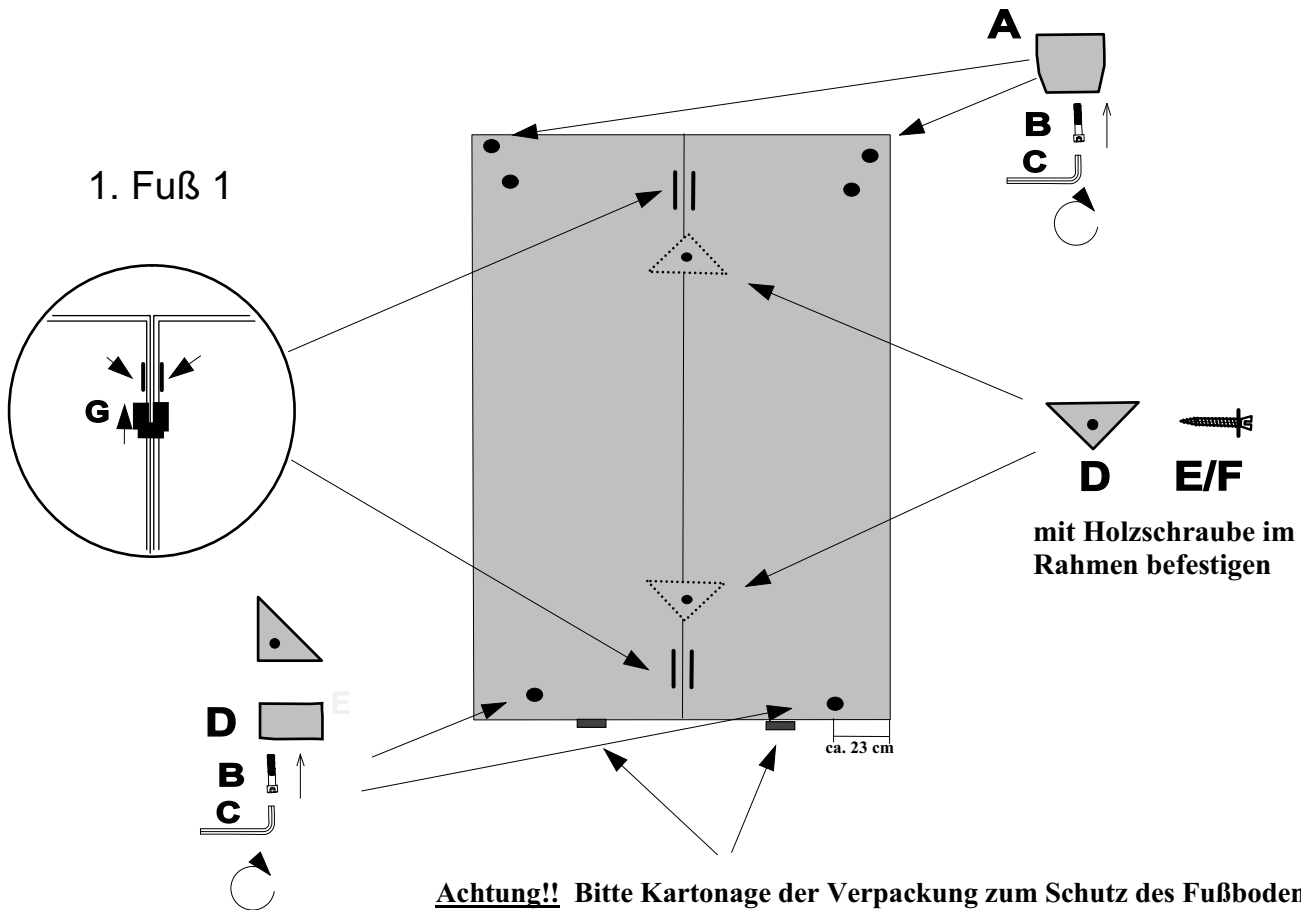 A
B
C
1. Fuß 1
G
D
E/F
mit Holzschraube im
Rahmen befestigen
E
D
B
C
ca. 23 cm
Achtung!! Bitte Kartonage der Verpackung zum Schutz des Fußboden